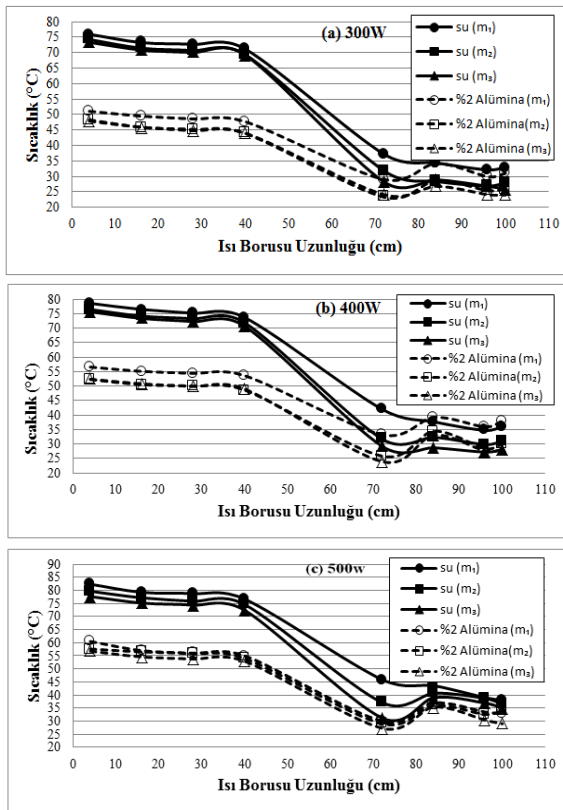 (a) 300W
su (m₁)
su (m₂)
su (m₃)
%2 Alümina (m₁)
%2 Alümina(m₂)
%2 Alümina (m₃)
Sıcaklık (°C)
80
75
70
65
60
55
50
45
40
35
30
25
20
0 10 20 30 40 50 60 70 80 90 100 110
Isı Borusu Uzunluğu (cm)
(b) 400W
su (m₁)
su (m₂)
su (m₃)
%2 Alümina (m₁)
%2 Alümina(m₂)
%2 Alümina (m₃)
Sıcaklık (°C)
80
75
70
65
60
55
50
45
40
35
30
25
20
0 10 20 30 40 50 60 70 80 90 100 110
Isı Borusu Uzunluğu (cm)
(c) 500w
su (m₁)
su (m₂)
su (m₃)
%2 Alümina (m₁)
%2 Alümina(m₂)
%2 Alümina (m₃)
Sıcaklık (°C)
90
85
80
75
70
65
60
55
50
45
40
35
30
25
20
0 10 20 30 40 50 60 70 80 90 100 110
Isı Borusu Uzunluğu (cm)